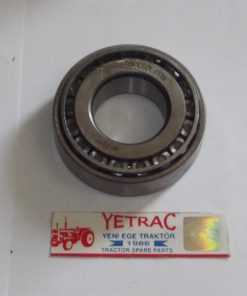 YETRAC
YENİ EGE TRAKTÖR
1986
TRACTOR SPARE PARTS